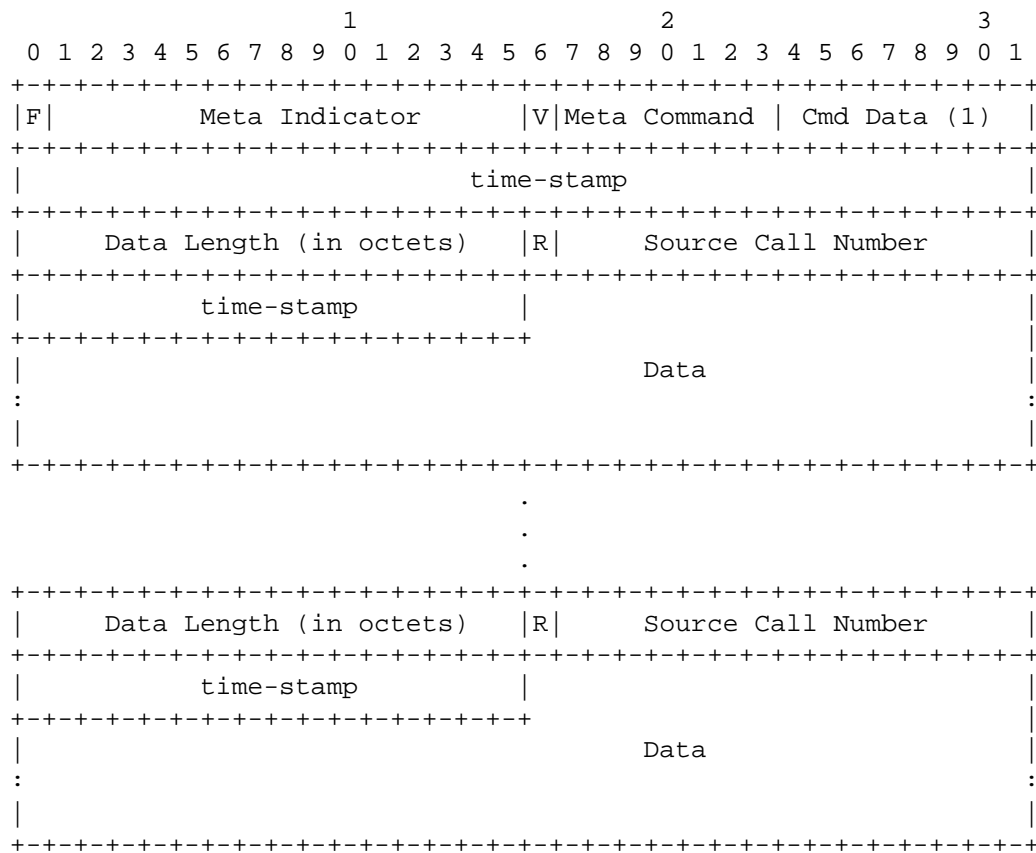 1                   2                   3
 0 1 2 3 4 5 6 7 8 9 0 1 2 3 4 5 6 7 8 9 0 1 2 3 4 5 6 7 8 9 0 1
+-+-+-+-+-+-+-+-+-+-+-+-+-+-+-+-+-+-+-+-+-+-+-+-+-+-+-+-+-+-+-+-+
|F|         Meta Indicator      |V|Meta Command | Cmd Data (1)  |
+-+-+-+-+-+-+-+-+-+-+-+-+-+-+-+-+-+-+-+-+-+-+-+-+-+-+-+-+-+-+-+-+
|                            time-stamp                         |
+-+-+-+-+-+-+-+-+-+-+-+-+-+-+-+-+-+-+-+-+-+-+-+-+-+-+-+-+-+-+-+-+
|     Data Length (in octets)   |R|     Source Call Number      |
+-+-+-+-+-+-+-+-+-+-+-+-+-+-+-+-+-+-+-+-+-+-+-+-+-+-+-+-+-+-+-+-+
|           time-stamp          |                               |
+-+-+-+-+-+-+-+-+-+-+-+-+-+-+-+-+                               |
|                                       Data                    |
:                                                               :
|                                                               |
+-+-+-+-+-+-+-+-+-+-+-+-+-+-+-+-+-+-+-+-+-+-+-+-+-+-+-+-+-+-+-+-+
                                .
                                .
                                .
+-+-+-+-+-+-+-+-+-+-+-+-+-+-+-+-+-+-+-+-+-+-+-+-+-+-+-+-+-+-+-+-+
|     Data Length (in octets)   |R|     Source Call Number      |
+-+-+-+-+-+-+-+-+-+-+-+-+-+-+-+-+-+-+-+-+-+-+-+-+-+-+-+-+-+-+-+-+
|           time-stamp          |                               |
+-+-+-+-+-+-+-+-+-+-+-+-+-+-+-+-+                               |
|                                       Data                    |
:                                                               :
|                                                               |
+-+-+-+-+-+-+-+-+-+-+-+-+-+-+-+-+-+-+-+-+-+-+-+-+-+-+-+-+-+-+-+-+